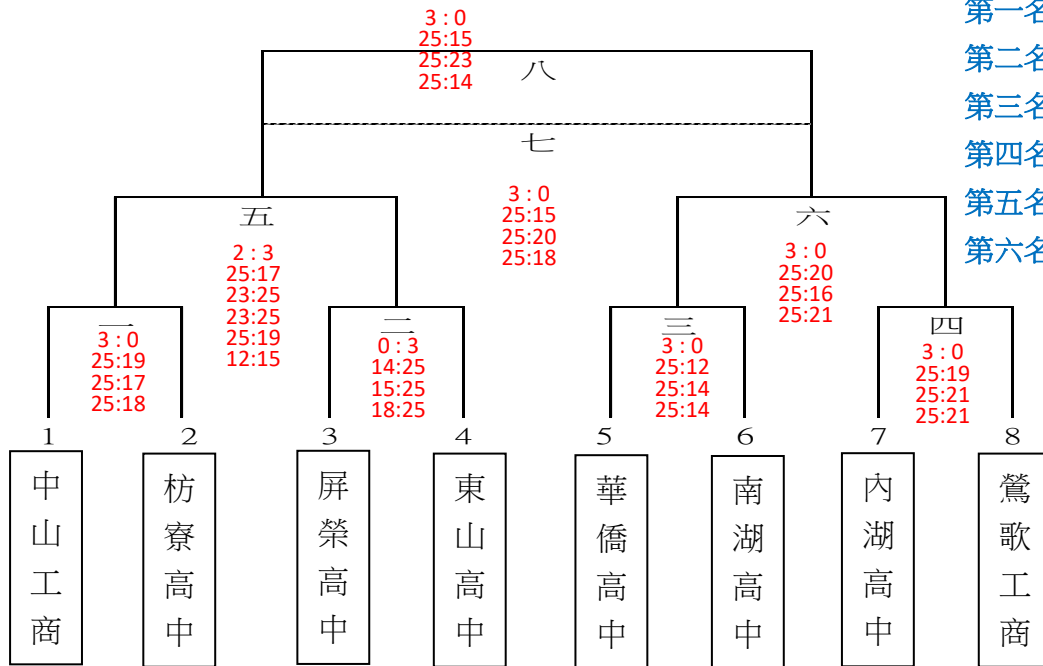 3 : 0
25:15
25:23
25:14
八
七
3 : 0
25:15
25:20
25:18
第一名
第二名
第三名
第四名
第五名
第六名
五
2 : 3
25:17
23:25
23:25
25:19
12:15
六
3 : 0
25:20
25:16
25:21
一
3 : 0
25:19
25:17
25:18
二
0 : 3
14:25
15:25
18:25
三
3 : 0
25:12
25:14
25:14
四
3 : 0
25:19
25:21
25:21
1
2
3
4
5
6
7
8
中山工商
枋寮高中
屏榮高中
東山高中
華僑高中
南湖高中
內湖高中
鶯歌工商